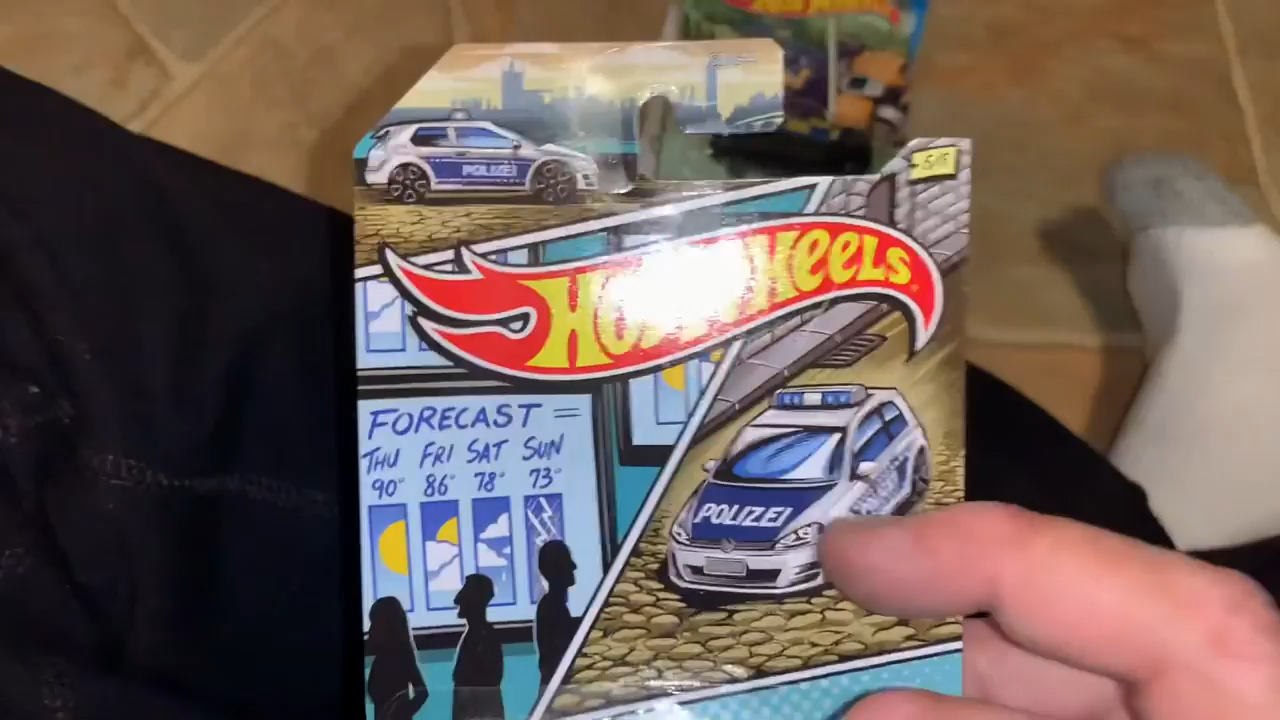 POLIZEI
5/5
HOT WHEELS
FORECAST
THU FRI SAT SUN
90° 86° 78° 73°
POLIZEI